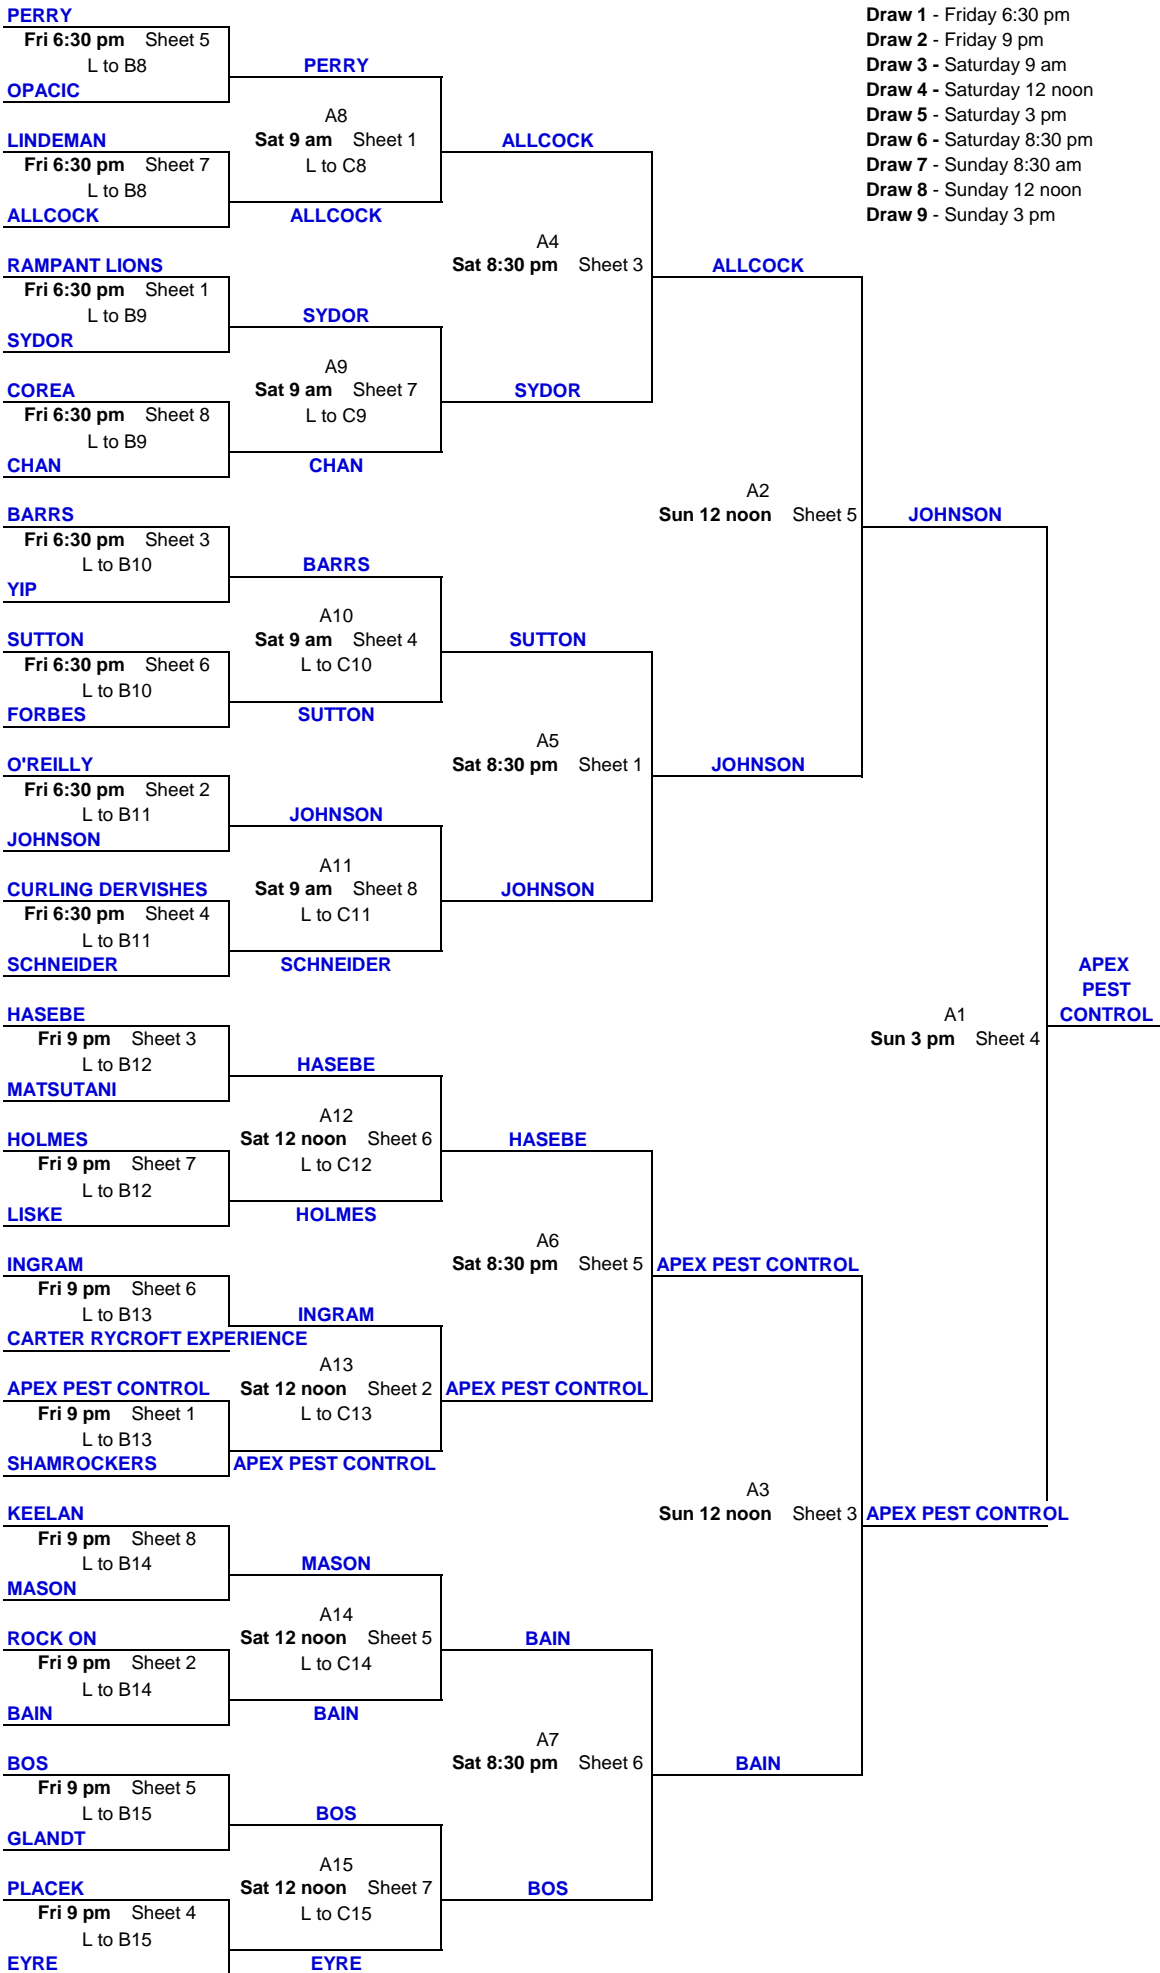 PERRY
Fri 6:30 pm Sheet 5
L to B8
OPACIC
PERRY
A8
Sat 9 am Sheet 1
L to C8
LINDEMAN
Fri 6:30 pm Sheet 7
L to B8
ALLCOCK
ALLCOCK
ALLCOCK
A4
Sat 8:30 pm Sheet 3
RAMPANT LIONS
Fri 6:30 pm Sheet 1
L to B9
SYDOR
SYDOR
A9
Sat 9 am Sheet 7
L to C9
COREA
Fri 6:30 pm Sheet 8
L to B9
CHAN
CHAN
SYDOR
ALLCOCK
A2
Sun 12 noon Sheet 5
BARRS
Fri 6:30 pm Sheet 3
L to B10
YIP
BARRS
A10
Sat 9 am Sheet 4
L to C10
SUTTON
Fri 6:30 pm Sheet 6
L to B10
FORBES
SUTTON
SUTTON
A5
Sat 8:30 pm Sheet 1
O'REILLY
Fri 6:30 pm Sheet 2
L to B11
JOHNSON
JOHNSON
A11
Sat 9 am Sheet 8
L to C11
CURLING DERVISHES
Fri 6:30 pm Sheet 4
L to B11
SCHNEIDER
SCHNEIDER
JOHNSON
JOHNSON
JOHNSON
Draw 1 - Friday 6:30 pm
Draw 2 - Friday 9 pm
Draw 3 - Saturday 9 am
Draw 4 - Saturday 12 noon
Draw 5 - Saturday 3 pm
Draw 6 - Saturday 8:30 pm
Draw 7 - Sunday 8:30 am
Draw 8 - Sunday 12 noon
Draw 9 - Sunday 3 pm
A1
Sun 3 pm Sheet 4
APEX
PEST
CONTROL
HASEBE
Fri 9 pm Sheet 3
L to B12
MATSUTANI
HASEBE
A12
Sat 12 noon Sheet 6
L to C12
HOLMES
Fri 9 pm Sheet 7
L to B12
LISKE
HOLMES
HASEBE
A6
Sat 8:30 pm Sheet 5
INGRAM
Fri 9 pm Sheet 6
L to B13
CARTER RYCROFT EXPERIENCE
INGRAM
A13
Sat 12 noon Sheet 2
L to C13
APEX PEST CONTROL
Fri 9 pm Sheet 1
L to B13
SHAMROCKERS
APEX PEST CONTROL
APEX PEST CONTROL
APEX PEST CONTROL
A3
Sun 12 noon Sheet 3
APEX PEST CONTROL
KEELAN
Fri 9 pm Sheet 8
L to B14
MASON
MASON
A14
Sat 12 noon Sheet 5
L to C14
ROCK ON
Fri 9 pm Sheet 2
L to B14
BAIN
BAIN
BAIN
A7
Sat 8:30 pm Sheet 6
BAIN
BOS
Fri 9 pm Sheet 5
L to B15
GLANDT
BOS
A15
Sat 12 noon Sheet 7
L to C15
PLACEK
Fri 9 pm Sheet 4
L to B15
EYRE
EYRE
BOS